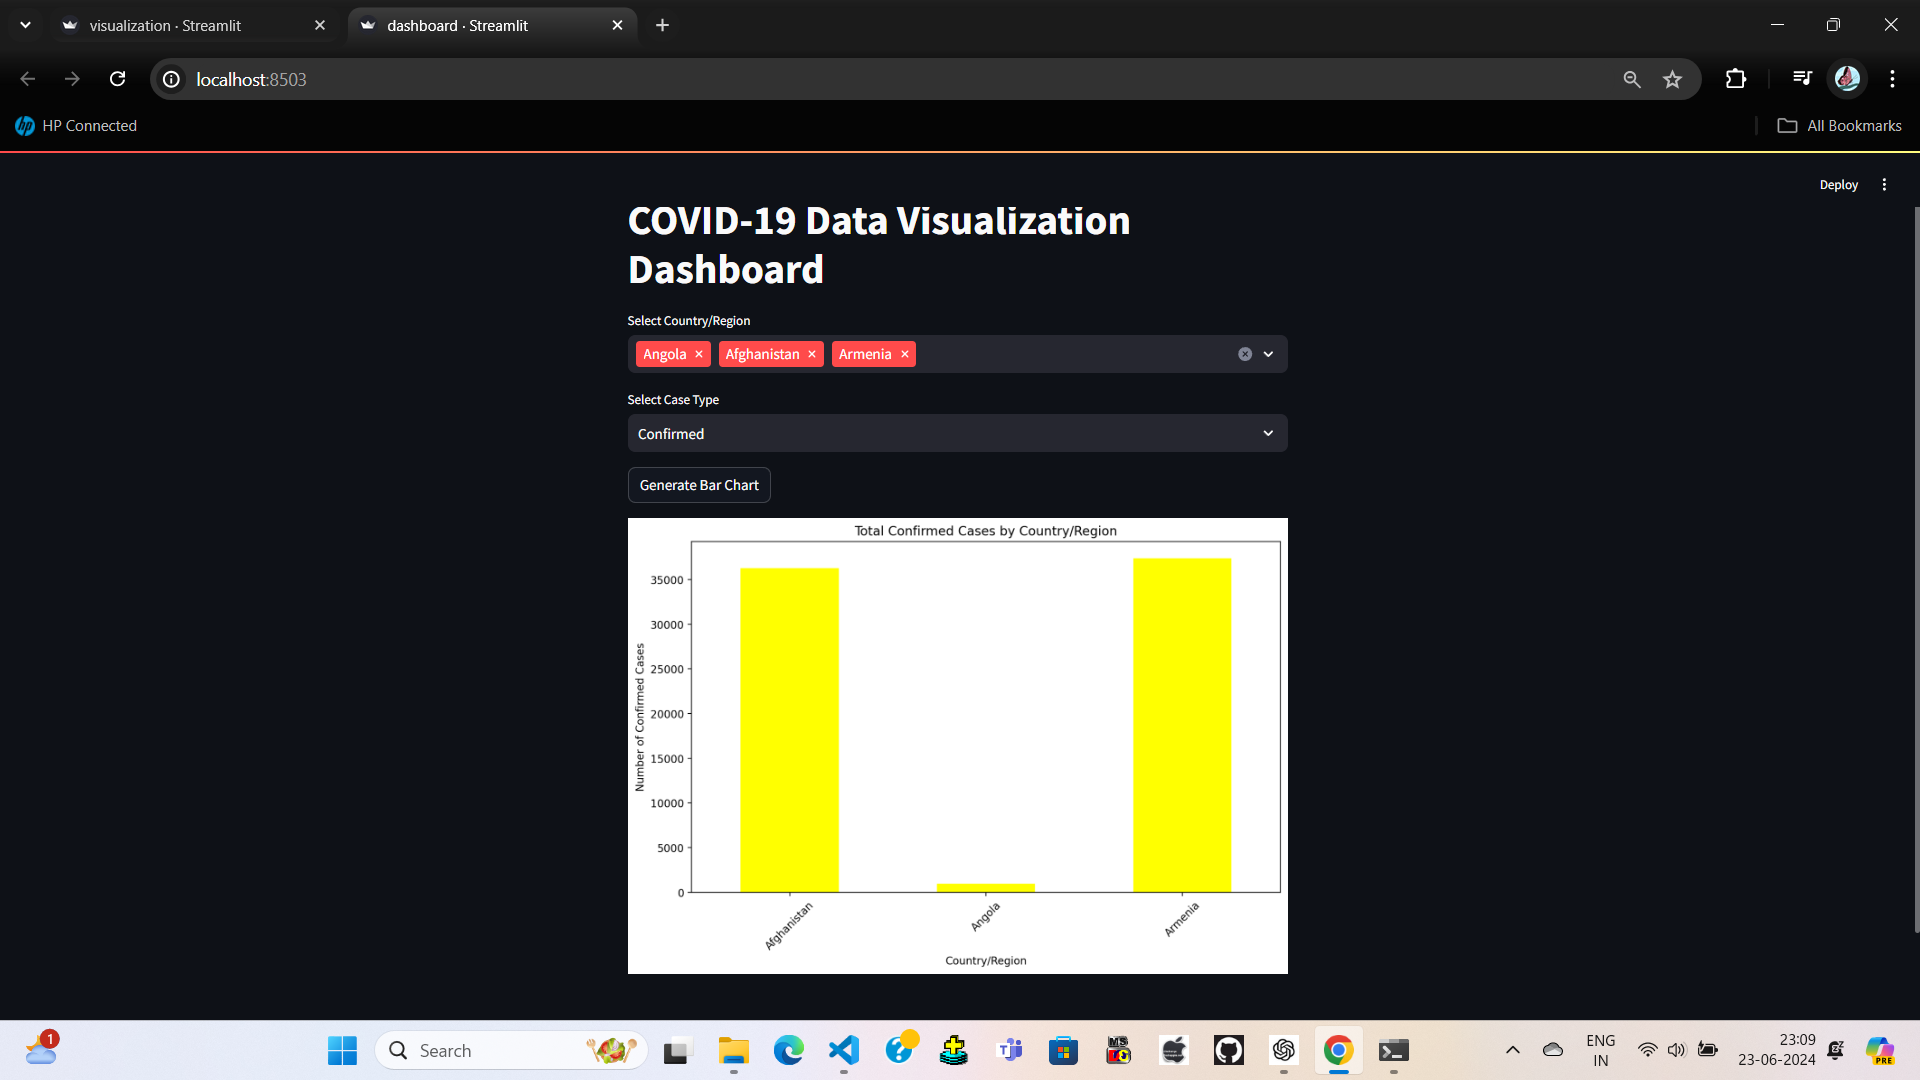 visualization · Streamlit
dashboard · Streamlit
localhost:8503
HP Connected
All Bookmarks
Deploy
COVID-19 Data Visualization
Dashboard
Select Country/Region
Angola Afghanistan Armenia
Select Case Type
Confirmed
Generate Bar Chart
Total Confirmed Cases by Country/Region
35000
30000
25000
20000
15000
10000
5000
0
Number of Confirmed Cases
Afghanistan
Angola
Armenia
Country/Region
1
Search
ENG
IN
23:09
23-06-2024
PRE